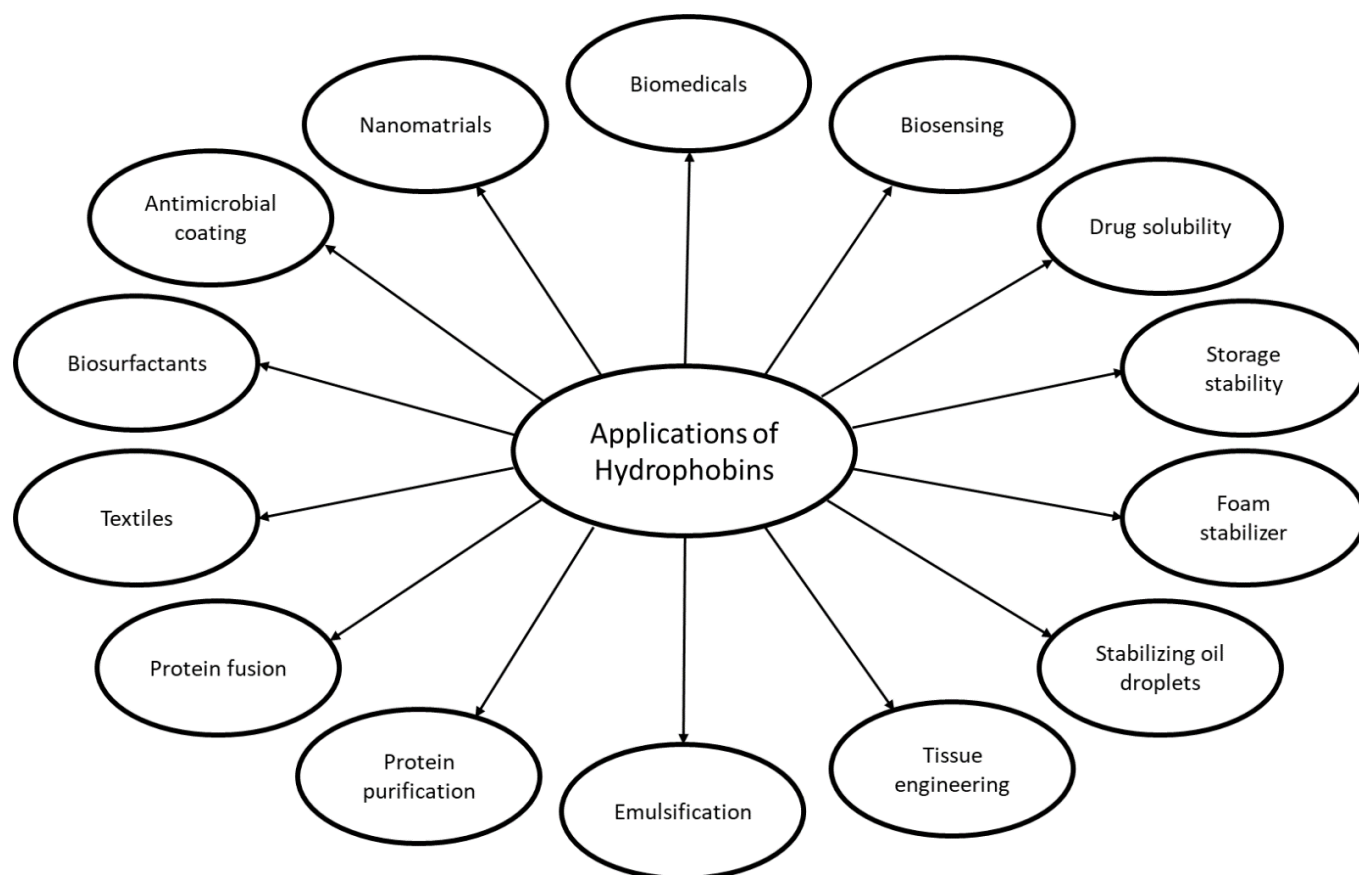 Biomedicals
Nanomatrials
Biosensing
Antimicrobial
coating
Drug solubility
Storage
stability
Biosurfactants
Applications of
Hydrophobins
Foam
stabilizer
Textiles
Protein fusion
Stabilizing oil
droplets
Protein
purification
Emulsification
Tissue
engineering